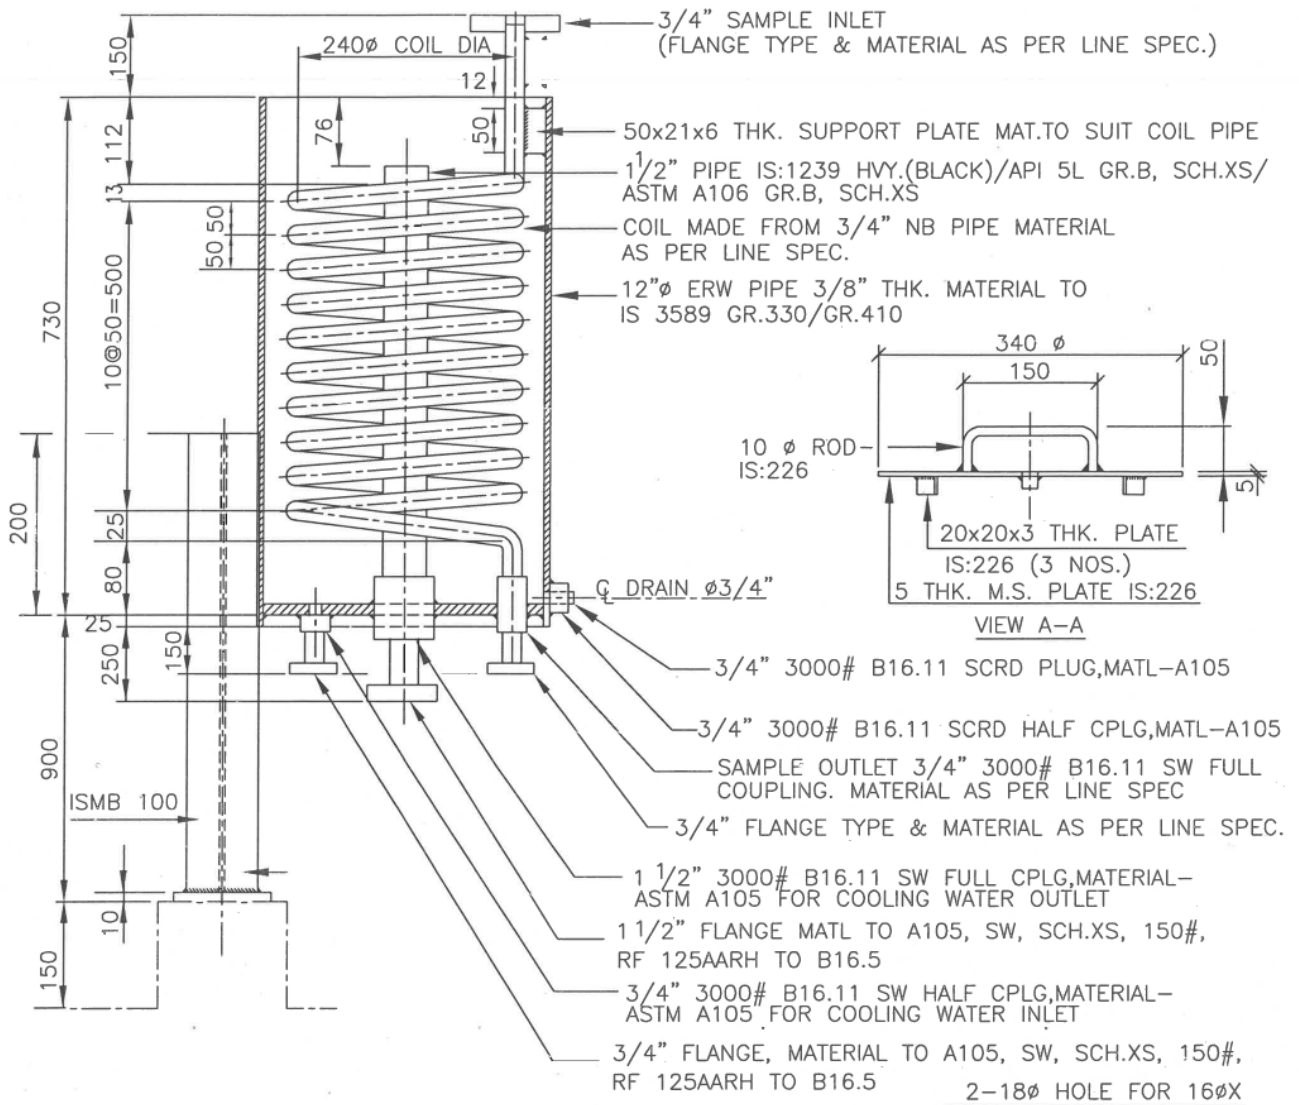 3/4" SAMPLE INLET
(FLANGE TYPE & MATERIAL AS PER LINE SPEC.)
150
240ø COIL DIA
12
112
76
50
50x21x6 THK. SUPPORT PLATE MAT.TO SUIT COIL PIPE
1 1/2" PIPE IS:1239 HVY.(BLACK)/API 5L GR.B, SCH.XS/
ASTM A106 GR.B, SCH.XS
13
50
50
COIL MADE FROM 3/4" NB PIPE MATERIAL
AS PER LINE SPEC.
730
10@50=500
12"ø ERW PIPE 3/8" THK. MATERIAL TO
IS 3589 GR.330/GR.410
340 ø
150
50
10 ø ROD
IS:226
5
20x20x3 THK. PLATE
IS:226 (3 NOS.)
5 THK. M.S. PLATE IS:226
VIEW A-A
200
25
80
℄ DRAIN ø3/4"
25
150
250
3/4" 3000# B16.11 SCRD PLUG,MATL-A105
3/4" 3000# B16.11 SCRD HALF CPLG,MATL-A105
SAMPLE OUTLET 3/4" 3000# B16.11 SW FULL
COUPLING. MATERIAL AS PER LINE SPEC
3/4" FLANGE TYPE & MATERIAL AS PER LINE SPEC.
900
ISMB 100
1 1/2" 3000# B16.11 SW FULL CPLG,MATERIAL-
ASTM A105 FOR COOLING WATER OUTLET
10
150
1 1/2" FLANGE MATL TO A105, SW, SCH.XS, 150#,
RF 125AARH TO B16.5
3/4" 3000# B16.11 SW HALF CPLG,MATERIAL-
ASTM A105 FOR COOLING WATER INLET
3/4" FLANGE, MATERIAL TO A105, SW, SCH.XS, 150#,
RF 125AARH TO B16.5
2-18ø HOLE FOR 16øX